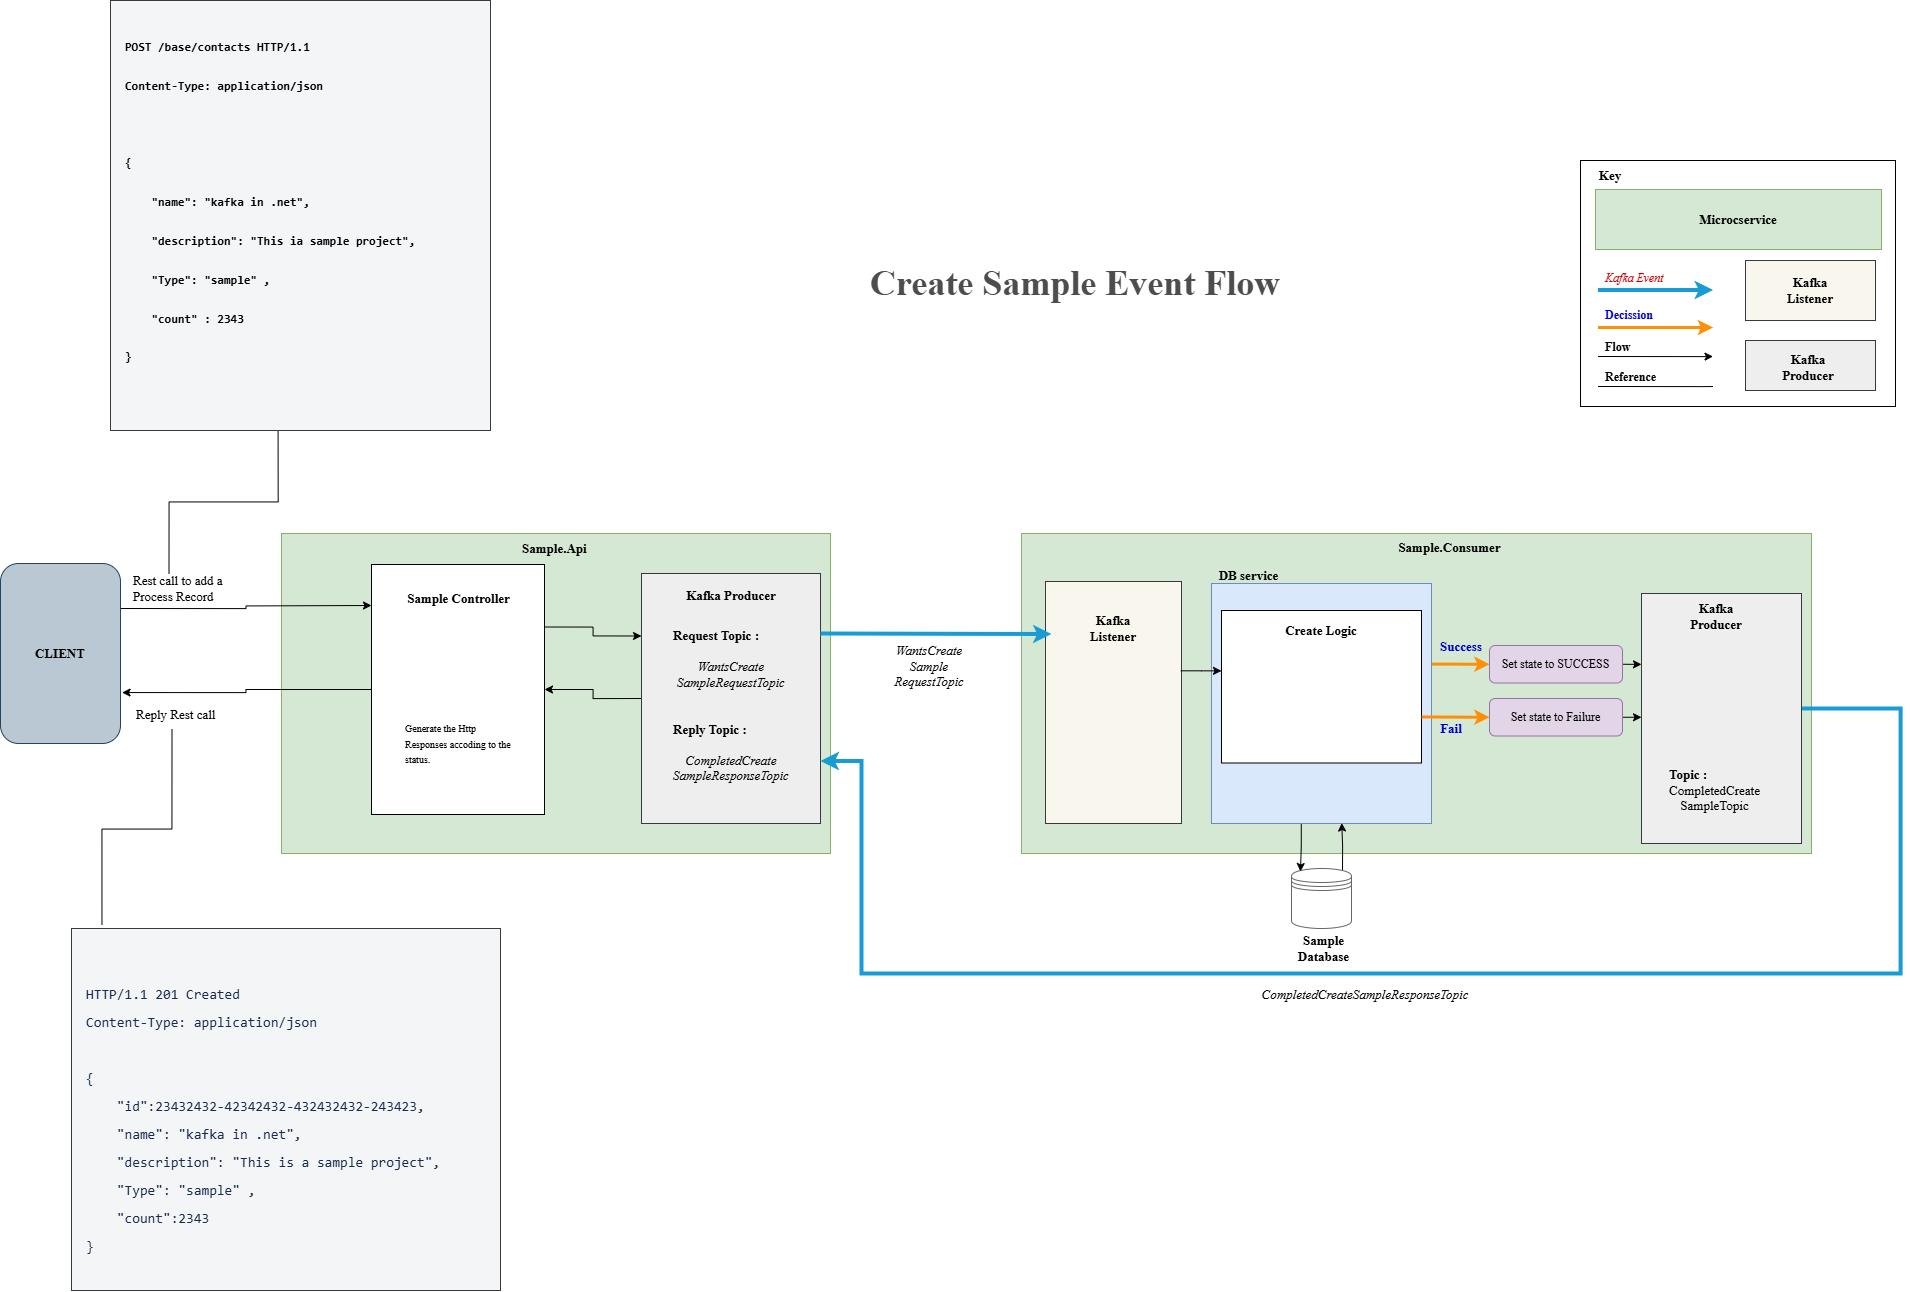 POST /base/contacts HTTP/1.1
Content-Type: application/json
{
"name": "kafka in .net",
"description": "This ia sample project",
"Type": "sample" ,
"count" : 2343
}
Create Sample Event Flow
Key
Microcservice
Kafka Event
Decission
Flow
Reference
Kafka
Listener
Kafka
Producer
CLIENT
Rest call to add a
Process Record
Reply Rest call
Sample.Api
Sample Controller
Generate the Http
Responses accoding to the
status.
Kafka Producer
Request Topic :
WantsCreate
SampleRequestTopic
Reply Topic :
CompletedCreate
SampleResponseTopic
WantsCreate
Sample
RequestTopic
Sample.Consumer
Kafka
Listener
DB service
Create Logic
Success
Fail
Set state to SUCCESS
Set state to Failure
Kafka
Producer
Topic :
CompletedCreate
SampleTopic
Sample
Database
CompletedCreateSampleResponseTopic
HTTP/1.1 201 Created
Content-Type: application/json
{
"id":23432432-42342432-432432432-243423,
"name": "kafka in .net",
"description": "This is a sample project",
"Type": "sample" ,
"count":2343
}